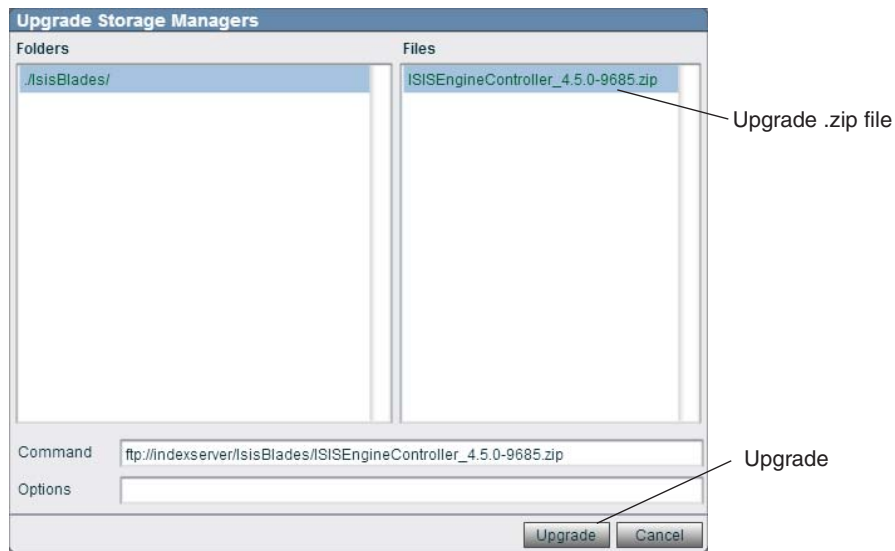 Upgrade Storage Managers
Folders
Files
./IsisBlades/
ISISEngineController_4.5.0-9685.zip
Upgrade .zip file
Command
ftp://indexserver/IsisBlades/ISISEngineController_4.5.0-9685.zip
Upgrade
Options
Upgrade
Cancel